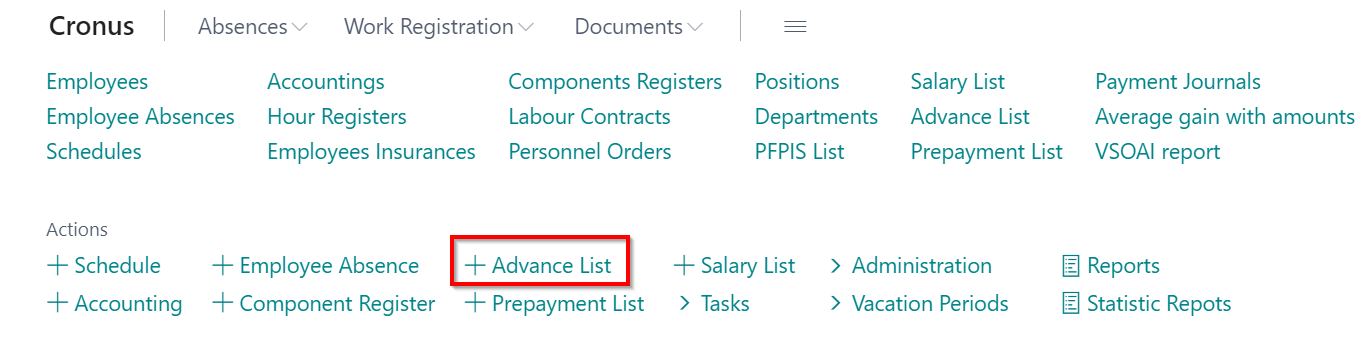 Cronus Absences Work Registration Documents
Employees Accountings Components Registers Positions Salary List Payment Journals
Employee Absences Hour Registers Labour Contracts Departments Advance List Average gain with amounts
Schedules Employees Insurances Personnel Orders PFPIS List Prepayment List VSOAI report
Actions
+ Schedule + Employee Absence + Advance List + Salary List > Administration Reports
+ Accounting + Component Register + Prepayment List > Tasks > Vacation Periods Statistic Repots